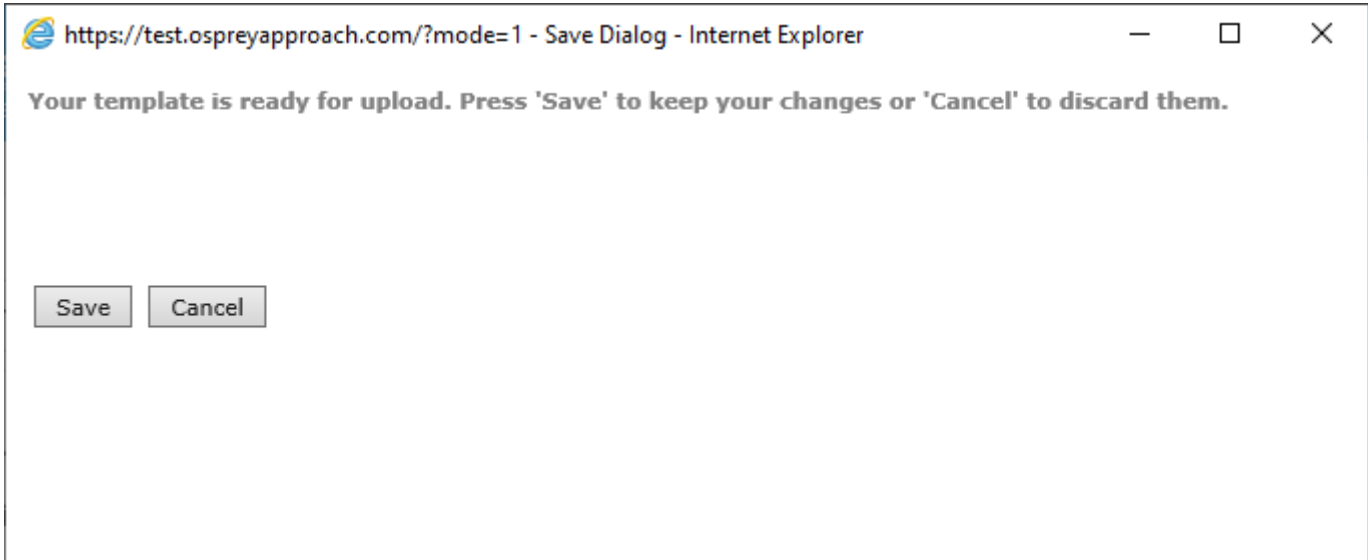 https://test.ospreyapproach.com/?mode=1 - Save Dialog - Internet Explorer
Your template is ready for upload. Press 'Save' to keep your changes or 'Cancel' to discard them.
Save Cancel